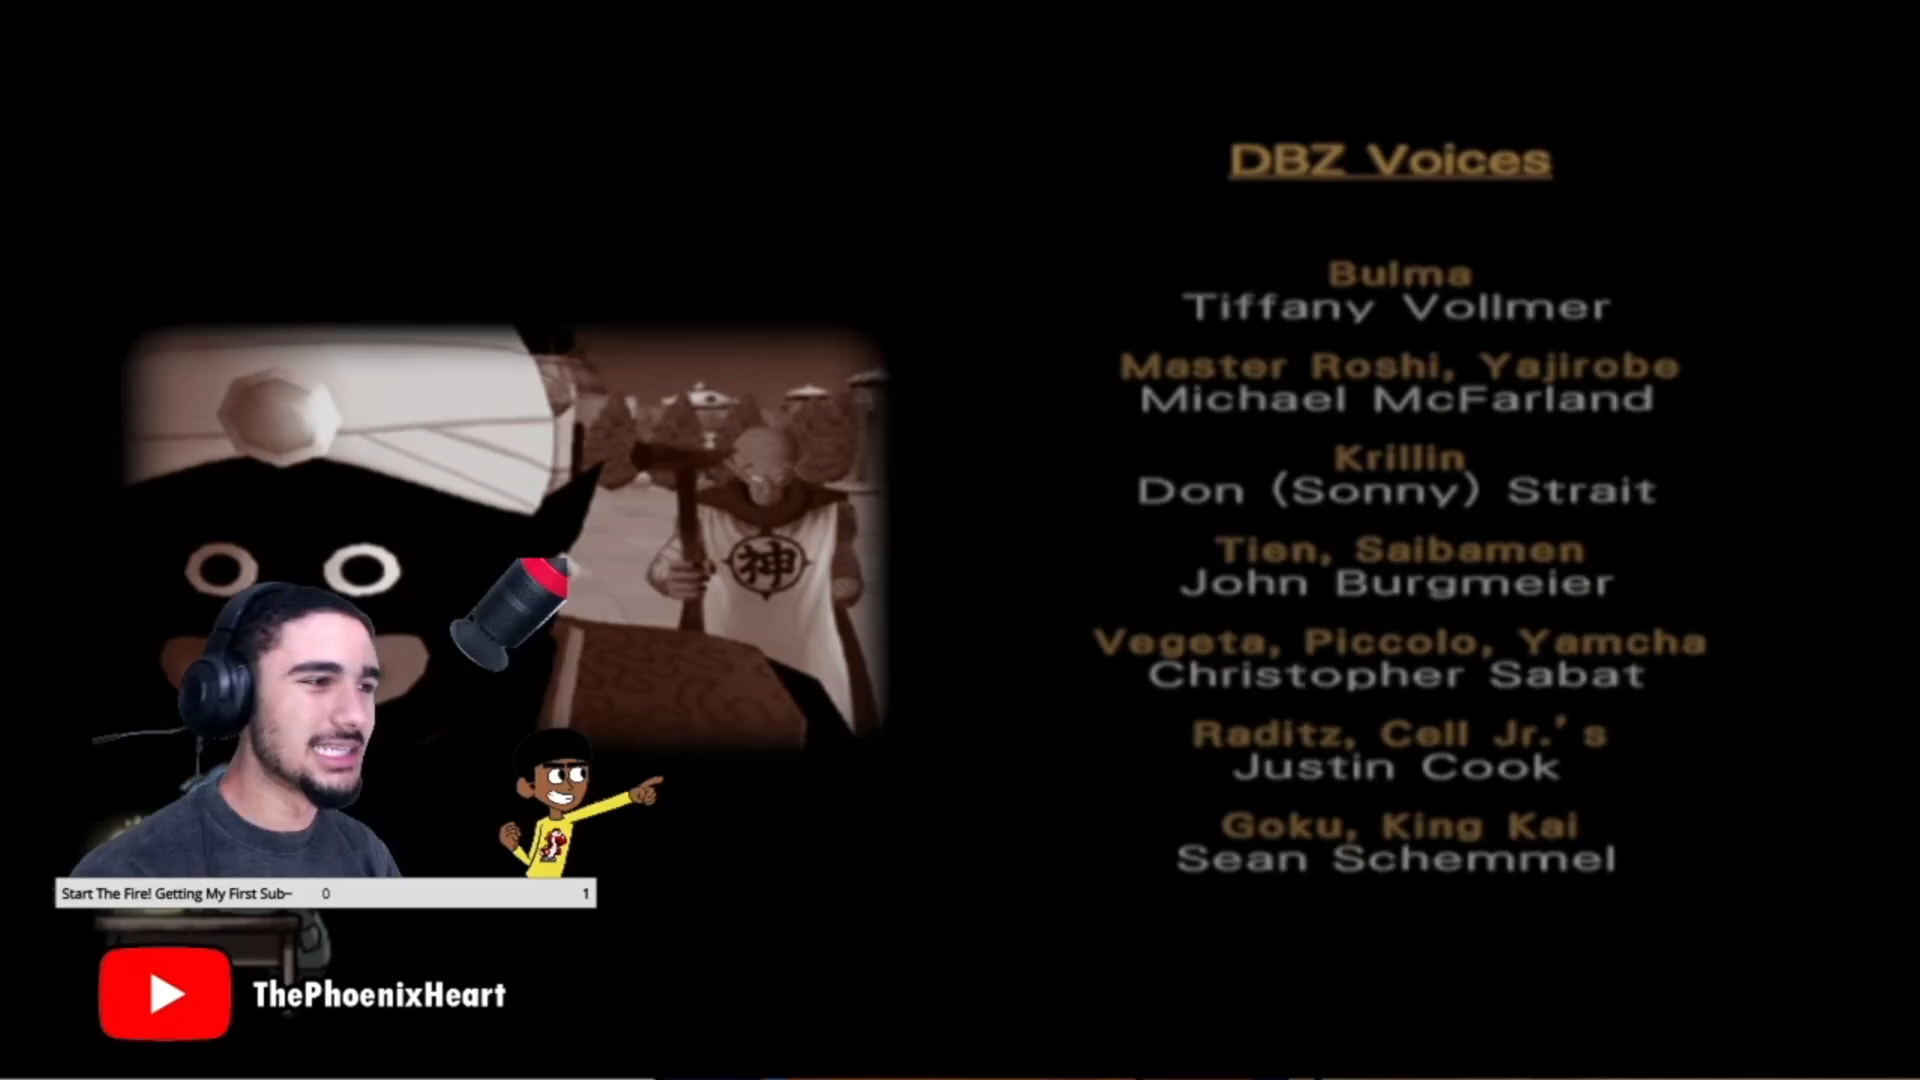 DBZ Voices
Bulma
Tiffany Vollmer
Master Roshi, Yajirobe
Michael McFarland
Krillin
Don (Sonny) Strait
Tien, Saibamen
John Burgmeier
Vegeta, Piccolo, Yamcha
Christopher Sabat
Raditz, Cell Jr.'s
Justin Cook
Goku, King Kai
Sean Schemmel
神
Start The Fire! Getting My First Sub~ 0 1
ThePhoenixHeart